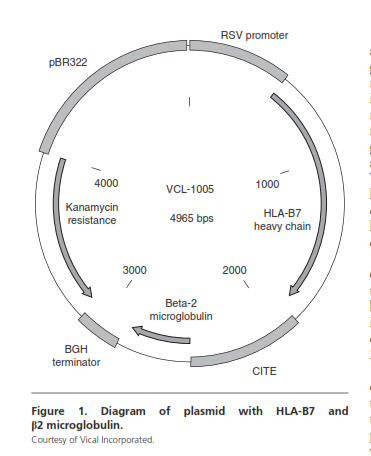 RSV promoter
pBR322
4000
VCL-1005
1000
Kanamycin
resistance
4965 bps
HLA-B7
heavy chain
3000
2000
Beta-2
microglobulin
BGH
terminator
CITE
Figure 1. Diagram of plasmid with HLA-B7 and
β2 microglobulin.
Courtesy of Vical Incorporated.